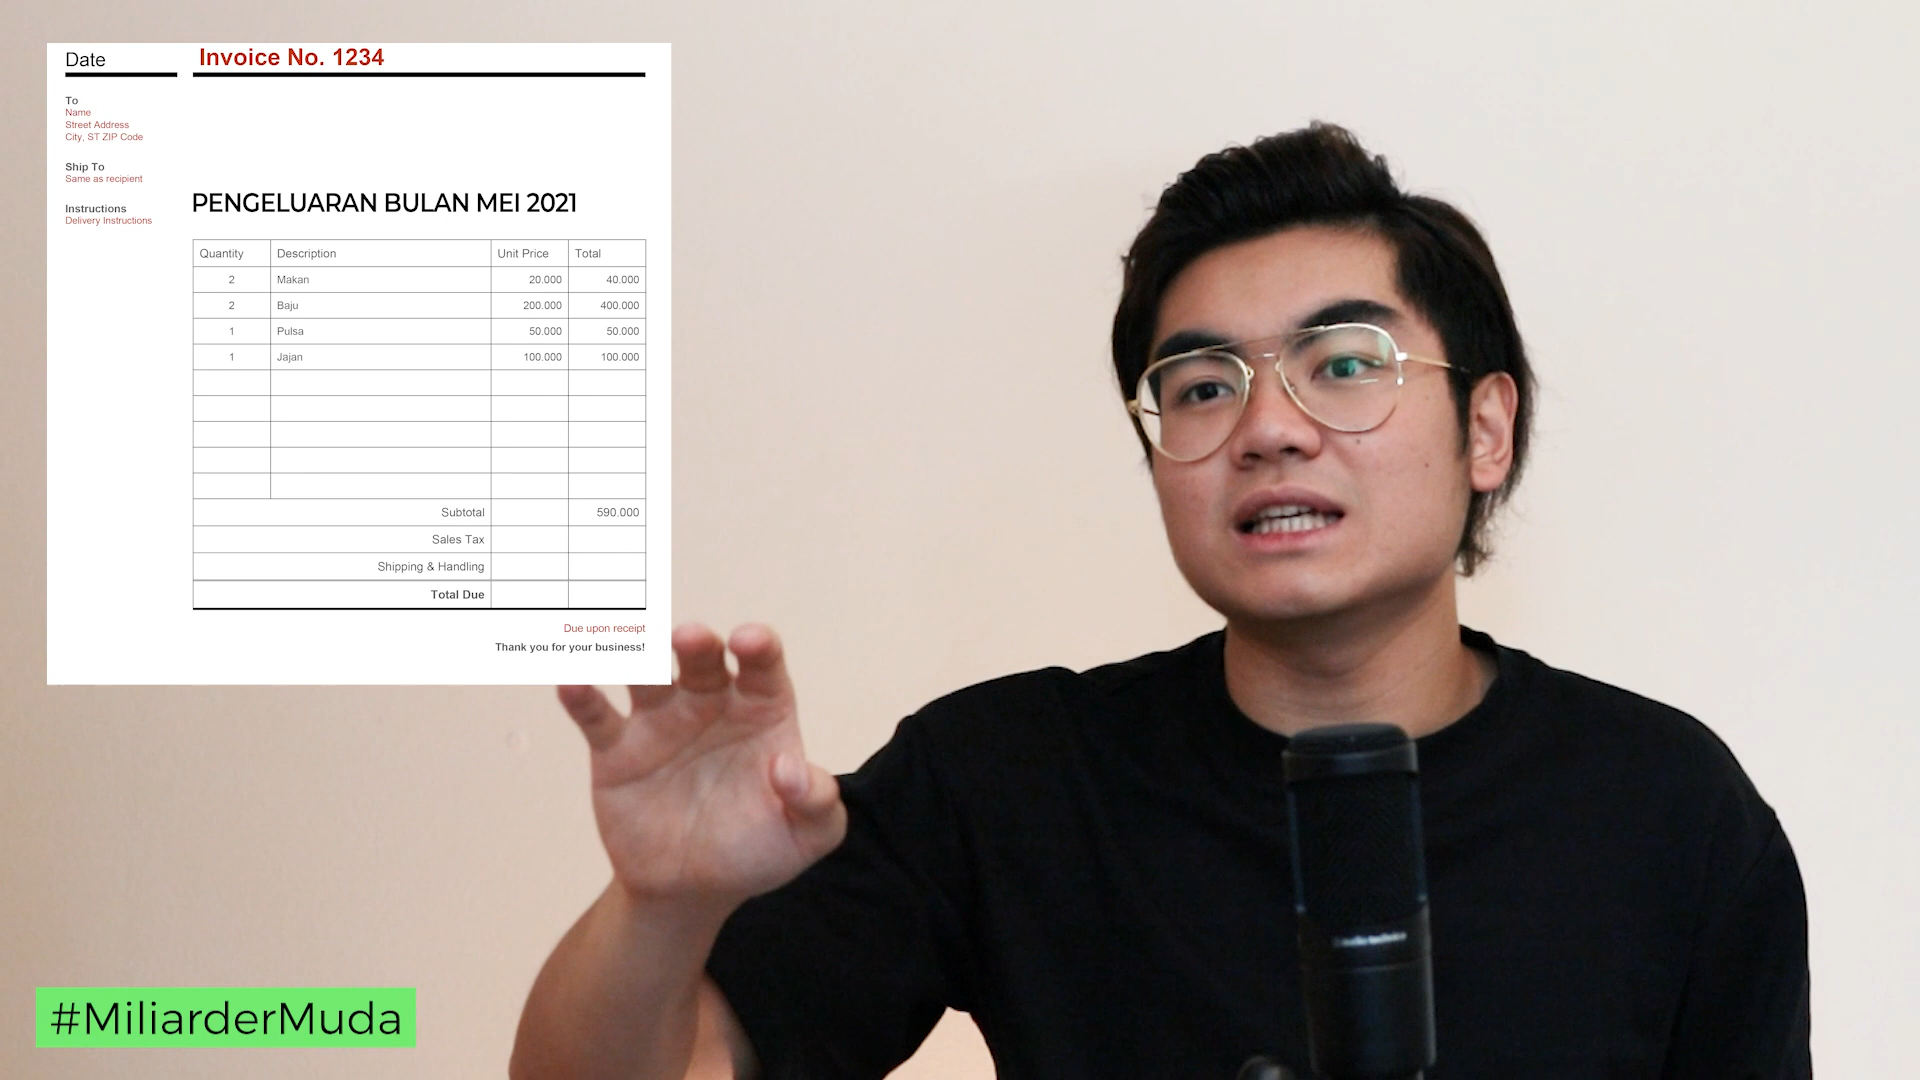 Date
Invoice No. 1234
To
Name
Street Address
City, ST ZIP Code
Ship To
Same as recipient
Instructions
Delivery Instructions
PENGELUARAN BULAN MEI 2021
Quantity Description Unit Price Total
2 Makan 20.000 40.000
2 Baju 200.000 400.000
1 Pulsa 50.000 50.000
1 Jajan 100.000 100.000
Subtotal 590.000
Sales Tax
Shipping & Handling
Total Due
Due upon receipt
Thank you for your business!
#MiliarderMuda